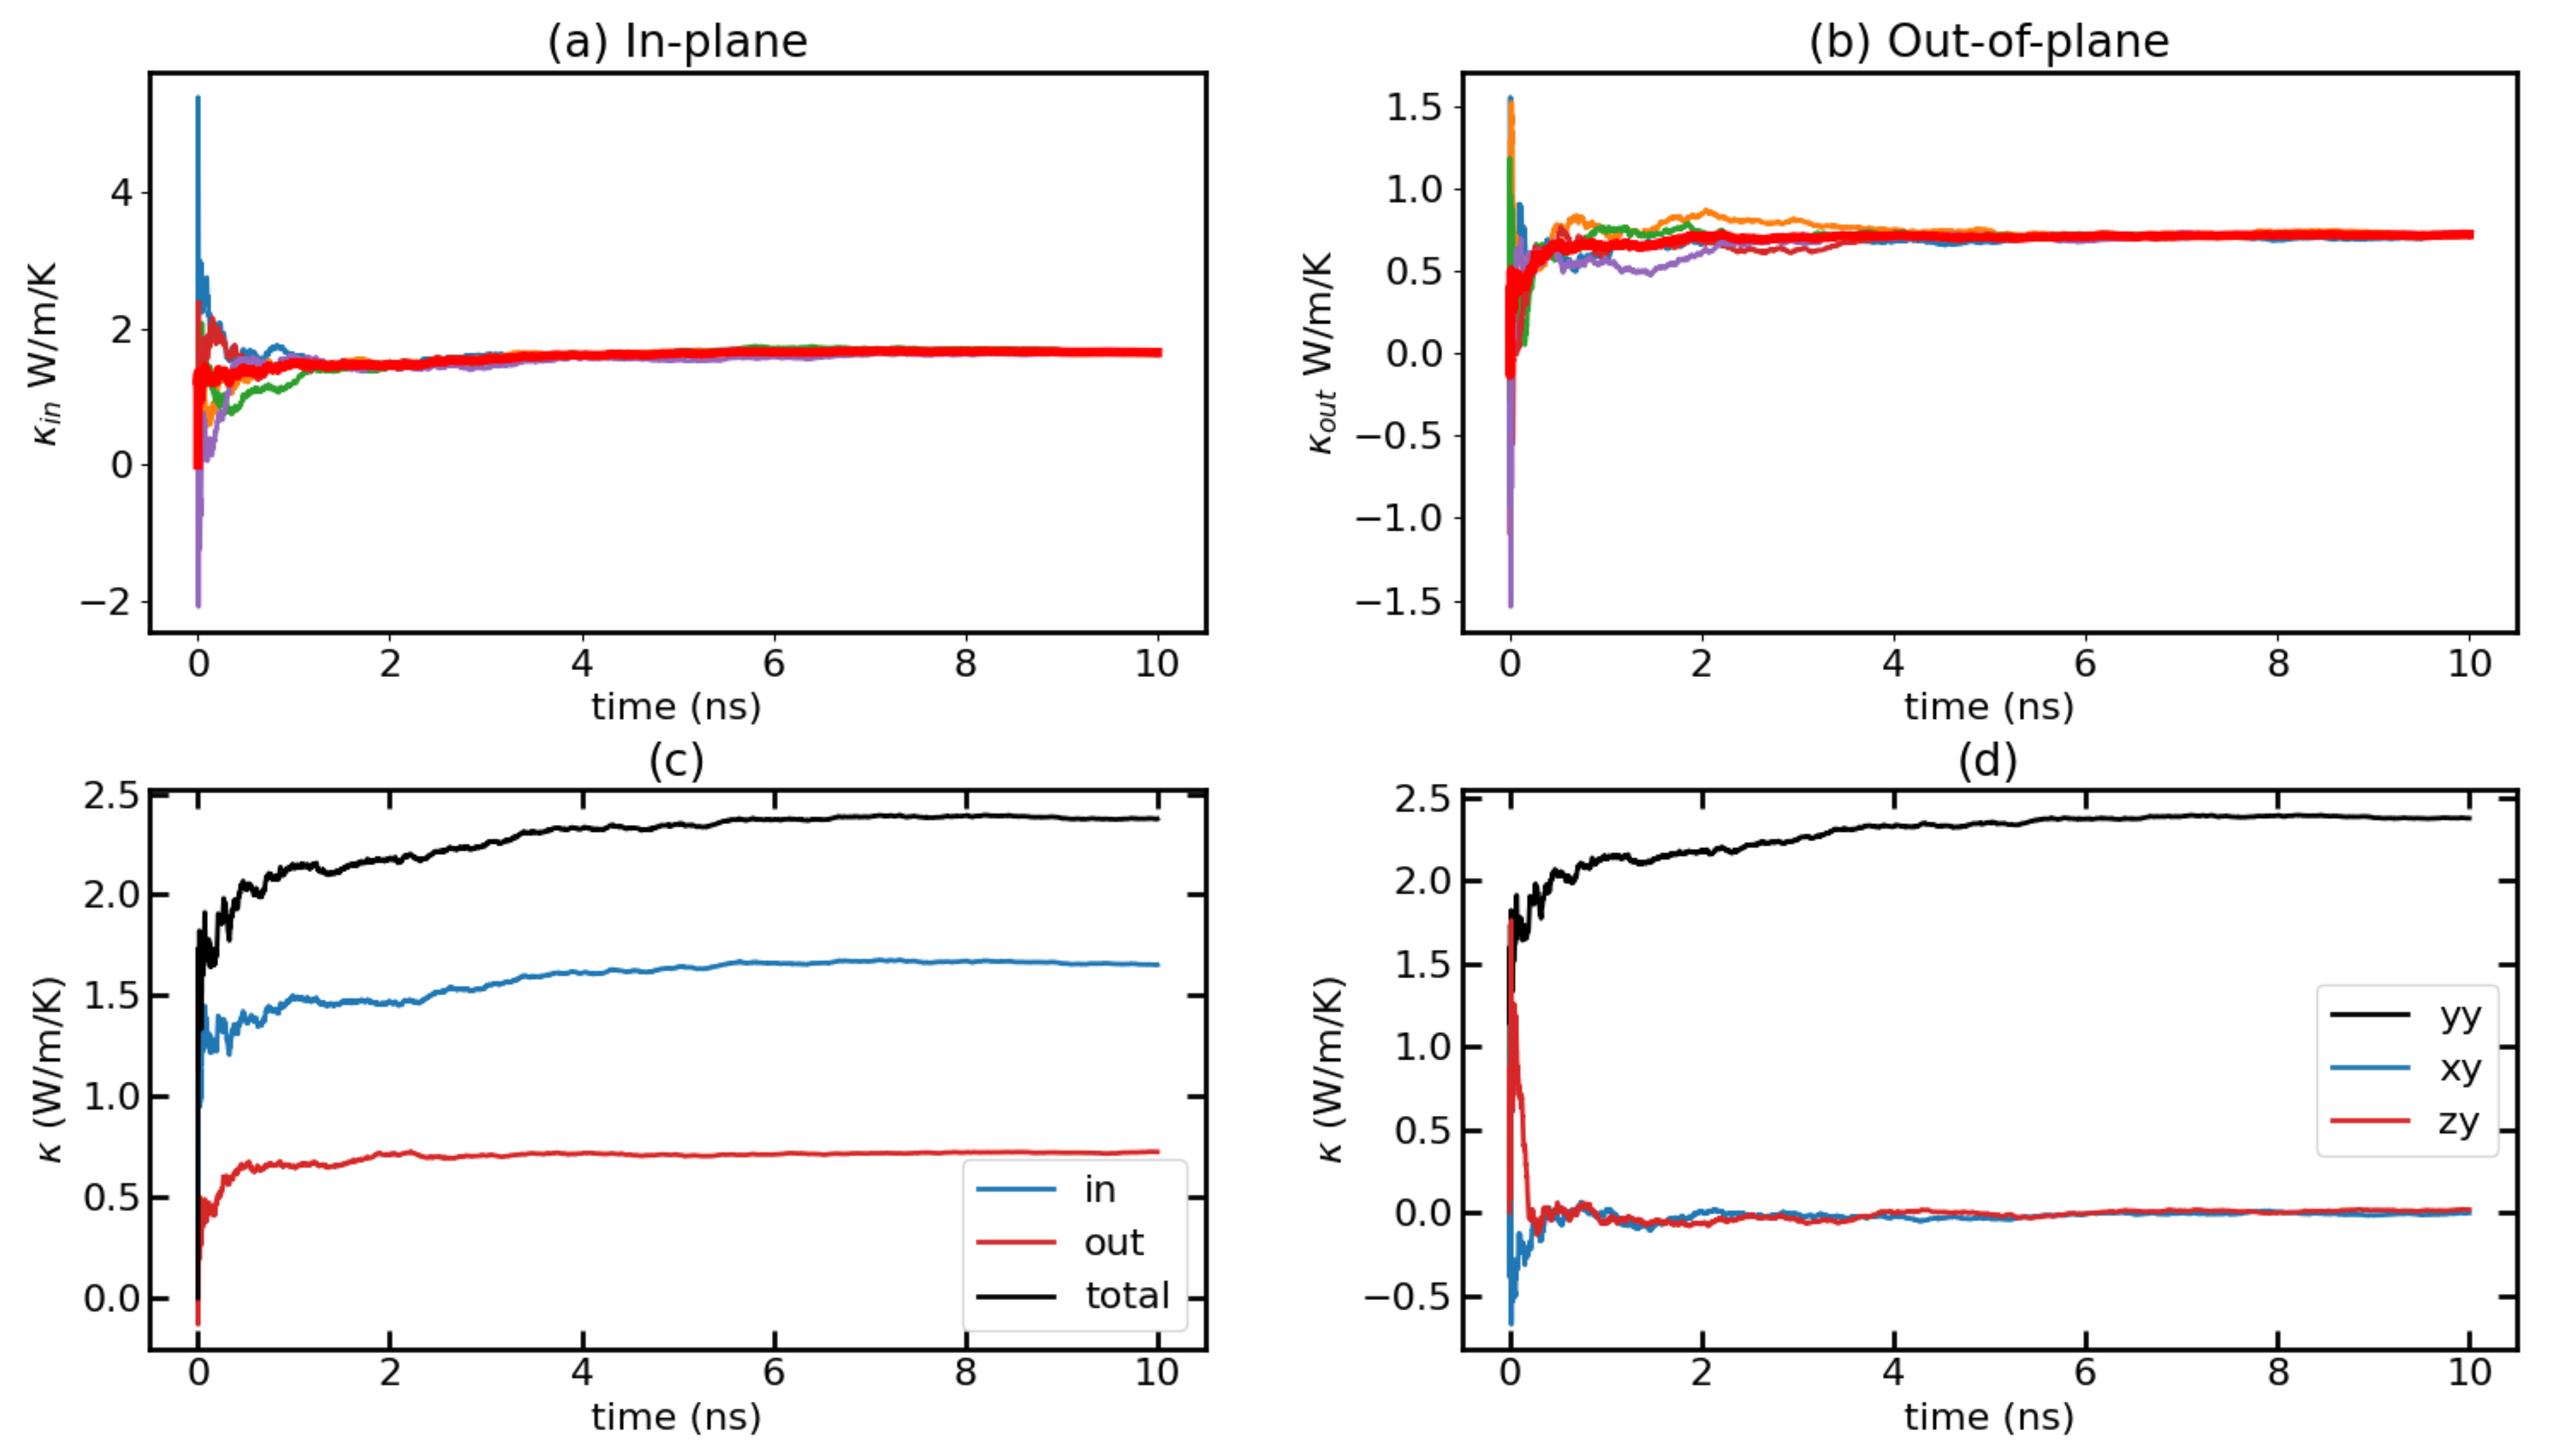 (a) In-plane
4
2
0
−2
κin W/m/K
0 2 4 6 8 10
time (ns)
(b) Out-of-plane
1.5
1.0
0.5
0.0
−0.5
−1.0
−1.5
κout W/m/K
0 2 4 6 8 10
time (ns)
(c)
2.5
2.0
1.5
1.0
0.5
0.0
κ (W/m/K)
in
out
total
0 2 4 6 8 10
time (ns)
(d)
2.5
2.0
1.5
1.0
0.5
0.0
−0.5
κ (W/m/K)
yy
xy
zy
0 2 4 6 8 10
time (ns)